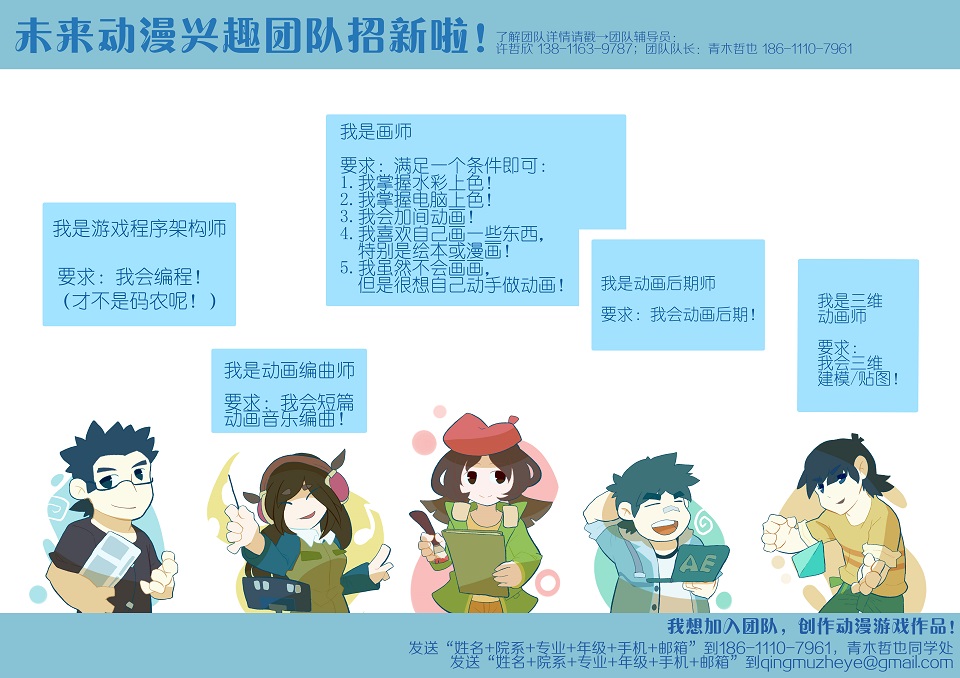 未来动漫兴趣团队招新啦!
了解团队详情请戳→团队辅导员:
许哲欣 138-1163-9787; 团队队长: 青木哲也 186-1110-7961
我是画师
要求: 满足一个条件即可:
1. 我掌握水彩上色!
2. 我掌握电脑上色!
3. 我会加间动画!
4. 我喜欢自己画一些东西,
特别是绘本或漫画!
5. 我虽然不会画画,
但是很想自己动手做动画!
我是游戏程序架构师
要求: 我会编程!
(才不是码农呢! )
我是动画后期师
要求: 我会动画后期!
我是三维
动画师
要求:
我会三维
建模/贴图!
我是动画编曲师
要求: 我会短篇
动画音乐编曲!
AE
我想加入团队, 创作动漫游戏作品!
发送“姓名+院系+专业+年级+手机+邮箱”到186-1110-7961, 青木哲也同学处
发送“姓名+院系+专业+年级+手机+邮箱”到qingmuzheye@gmail.com